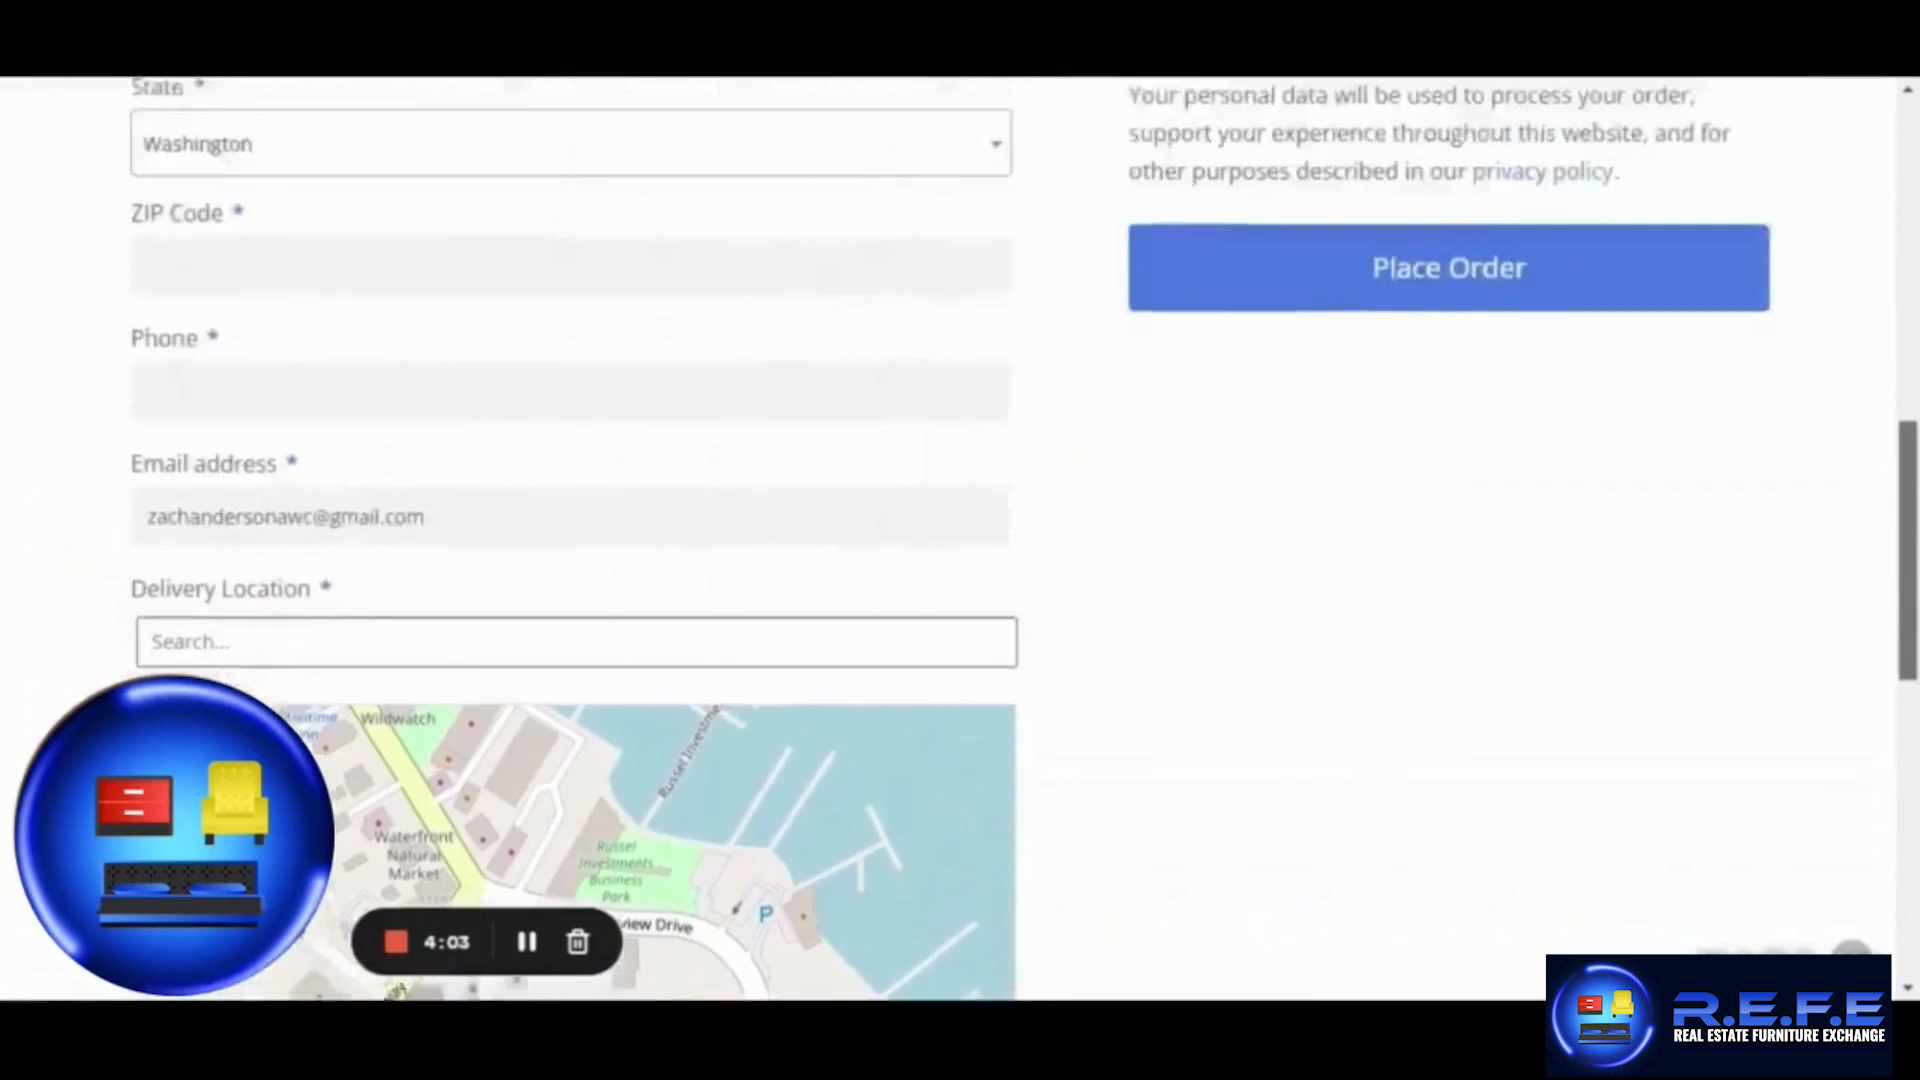 State *
Washington
ZIP Code *
Phone *
Email address *
zachandersonawc@gmail.com
Delivery Location *
Search...
Your personal data will be used to process your order,
support your experience throughout this website, and for
other purposes described in our privacy policy.
Place Order
Wildwatch
Russel Investme
Waterfront
Natural
Market
Russel
Investments
Business
Park
P
view Drive
4:03
R.E.F.E
REAL ESTATE FURNITURE EXCHANGE